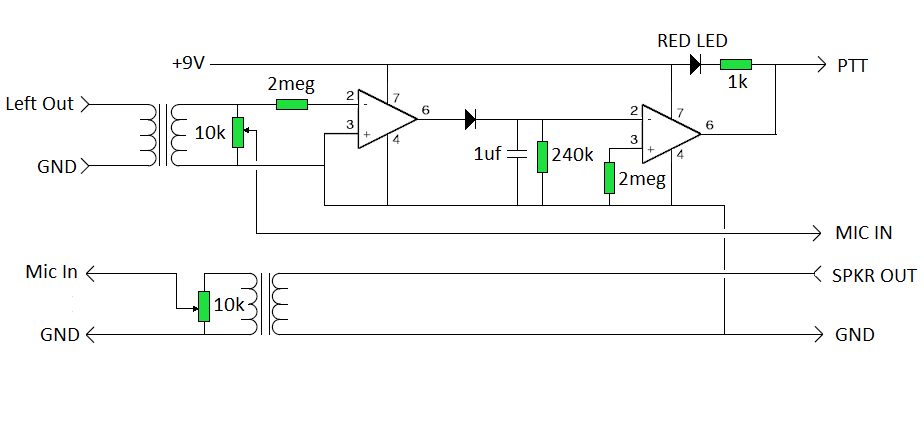 RED LED
+9V
PTT
2meg
1k
Left Out
2
7
6
3
+
4
10k
2
7
6
3
+
4
1uf
240k
GND
2meg
MIC IN
Mic In
SPKR OUT
10k
GND
GND